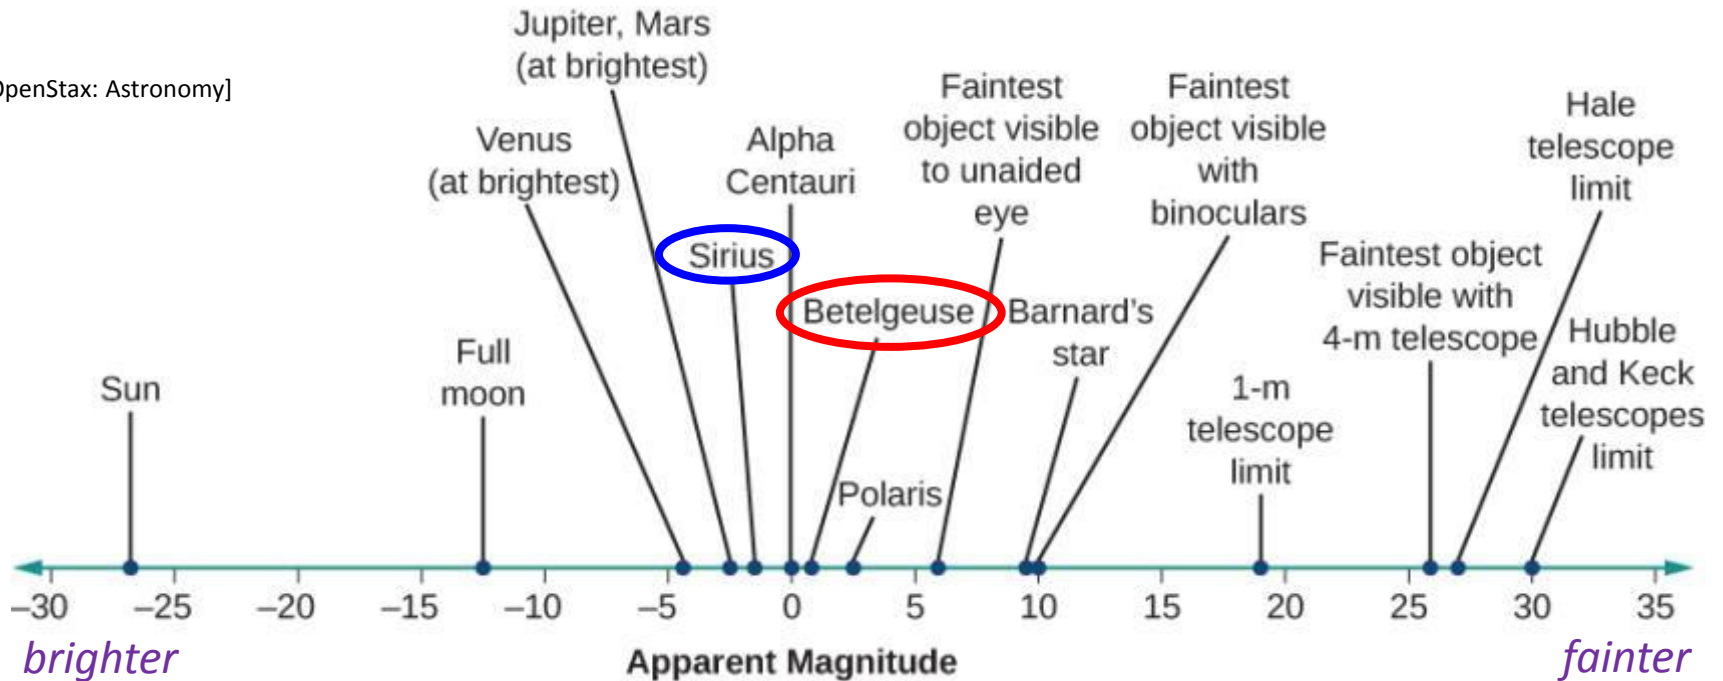 Jupiter, Mars
(at brightest)
OpenStax: Astronomy]
Venus
(at brightest)
Alpha
Centauri
Faintest
object visible
to unaided
eye
Faintest
object visible
with
binoculars
Hale
telescope
limit
Sirius
Betelgeuse
Barnard's
star
Faintest object
visible with
4-m telescope
Hubble
and Keck
telescopes
limit
Sun
Full
moon
1-m
telescope
limit
Polaris
–30 –25 –20 –15 –10 –5 0 5 10 15 20 25 30 35
brighter
Apparent Magnitude
fainter